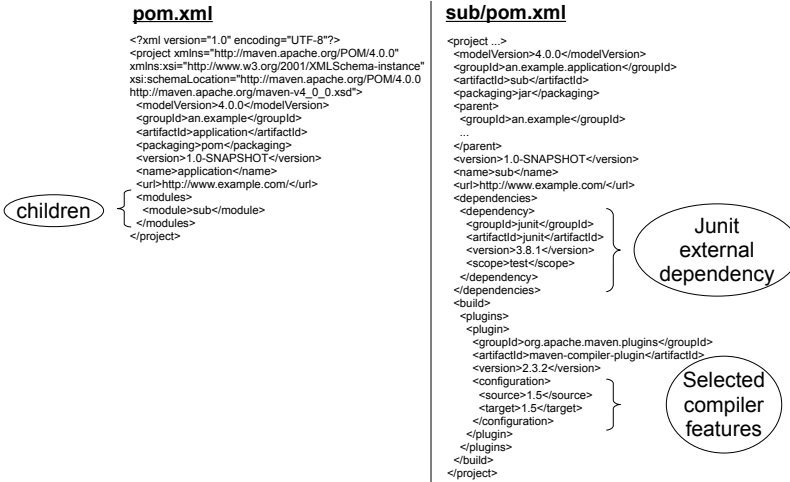 pom.xml
<?xml version="1.0" encoding="UTF-8"?>
<project xmlns="http://maven.apache.org/POM/4.0.0"
xmlns:xsi="http://www.w3.org/2001/XMLSchema-instance"
xsi:schemaLocation="http://maven.apache.org/POM/4.0.0
http://maven.apache.org/maven-v4_0_0.xsd">
<modelVersion>4.0.0</modelVersion>
<groupId>an.example</groupId>
<artifactId>application</artifactId>
<packaging>pom</packaging>
<version>1.0-SNAPSHOT</version>
<name>application</name>
<url>http://www.example.com/</url>
<modules>
<module>sub</module>
</modules>
</project>
children
sub/pom.xml
<project ...>
<modelVersion>4.0.0</modelVersion>
<groupId>an.example.application</groupId>
<artifactId>sub</artifactId>
<packaging>jar</packaging>
<parent>
<groupId>an.example</groupId>
...
</parent>
<version>1.0-SNAPSHOT</version>
<name>sub</name>
<url>http://www.example.com/</url>
<dependencies>
<dependency>
<groupId>junit</groupId>
<artifactId>junit</artifactId>
<version>3.8.1</version>
<scope>test</scope>
</dependency>
</dependencies>
<build>
<plugins>
<plugin>
<groupId>org.apache.maven.plugins</groupId>
<artifactId>maven-compiler-plugin</artifactId>
<version>2.3.2</version>
<configuration>
<source>1.5</source>
<target>1.5</target>
</configuration>
</plugin>
</plugins>
</build>
</project>
Junit
external
dependency
Selected
compiler
features